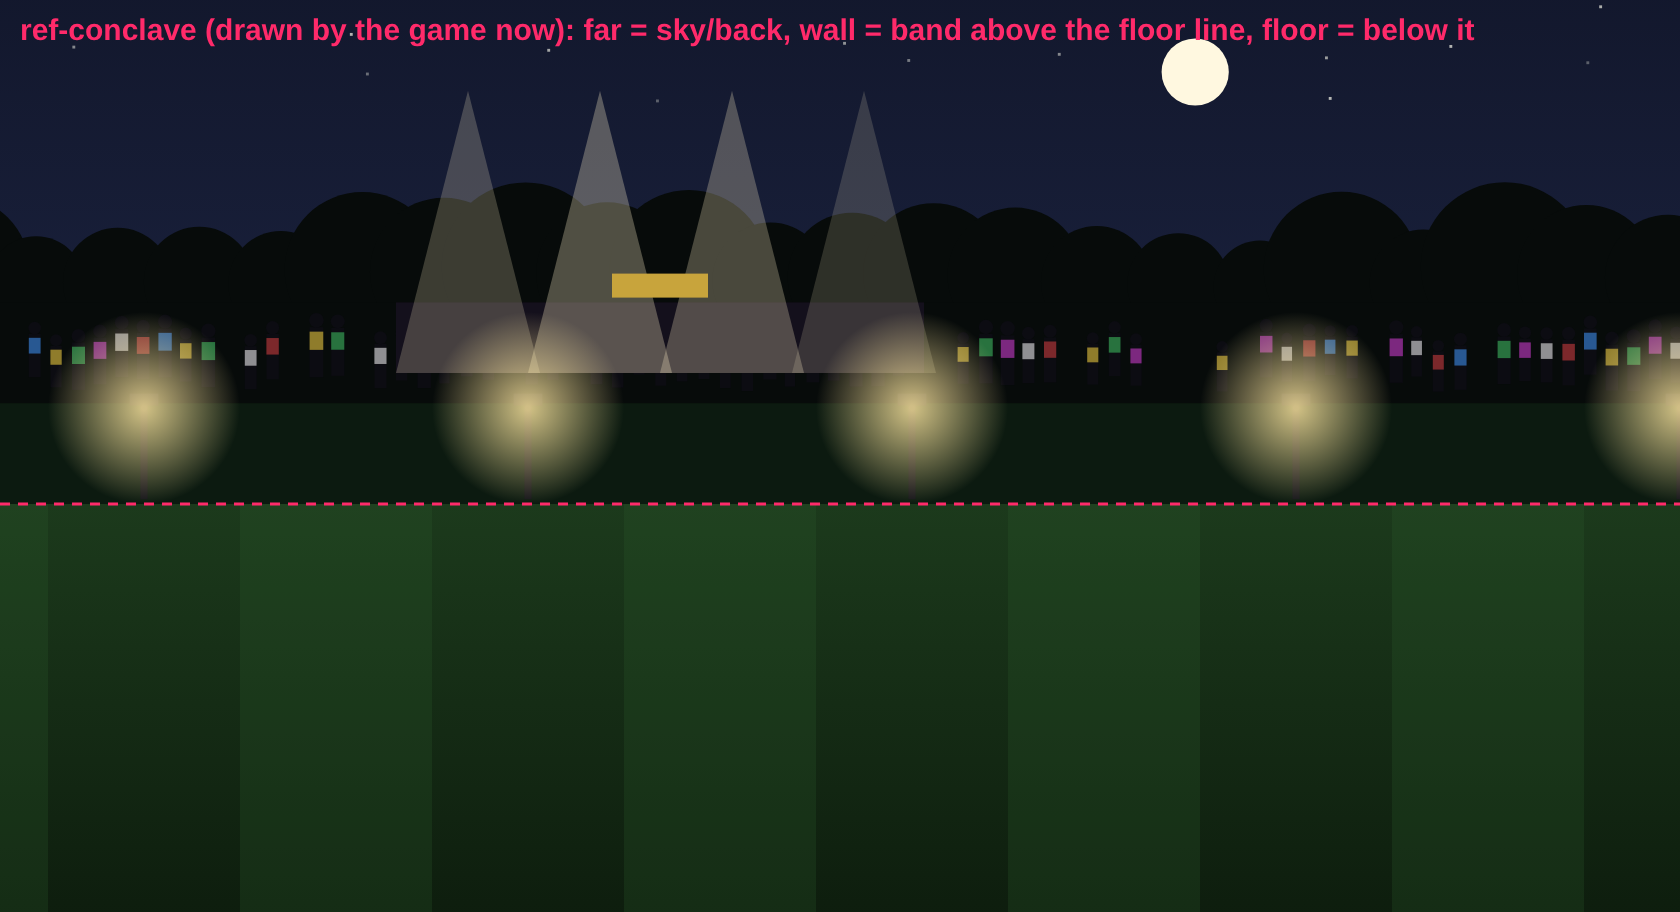 ref-conclave (drawn by the game now): far = sky/back, wall = band above the floor line, floor = below it